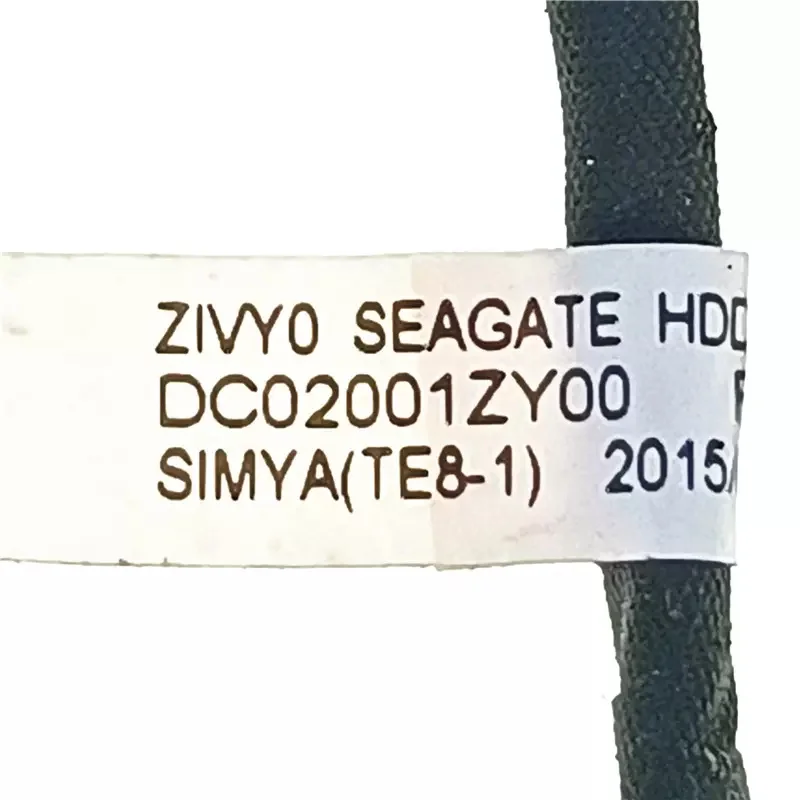 ZIVY0 SEAGATE HDD
DC02001ZY00
SIMYA(TE8-1) 2015/